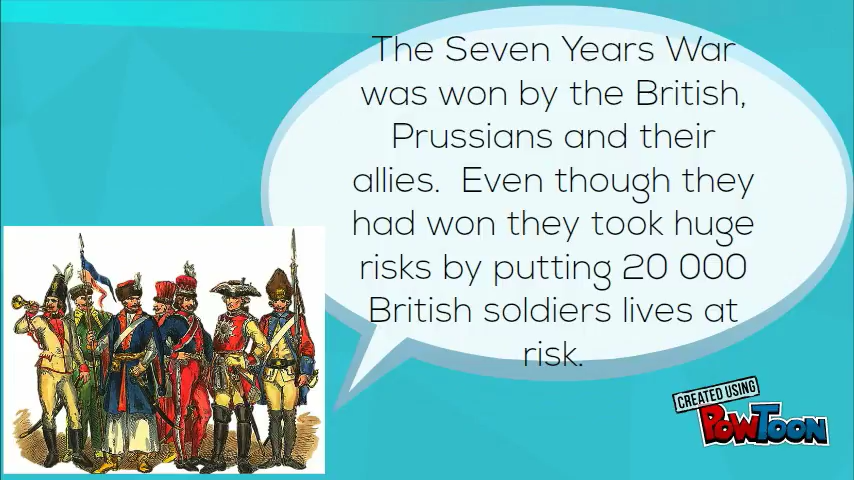 The Seven Years War
was won by the British,
Prussians and their
allies.  Even though they
had won they took huge
risks by putting 20 000
British soldiers lives at
risk.
CREATED USING
POWTOON